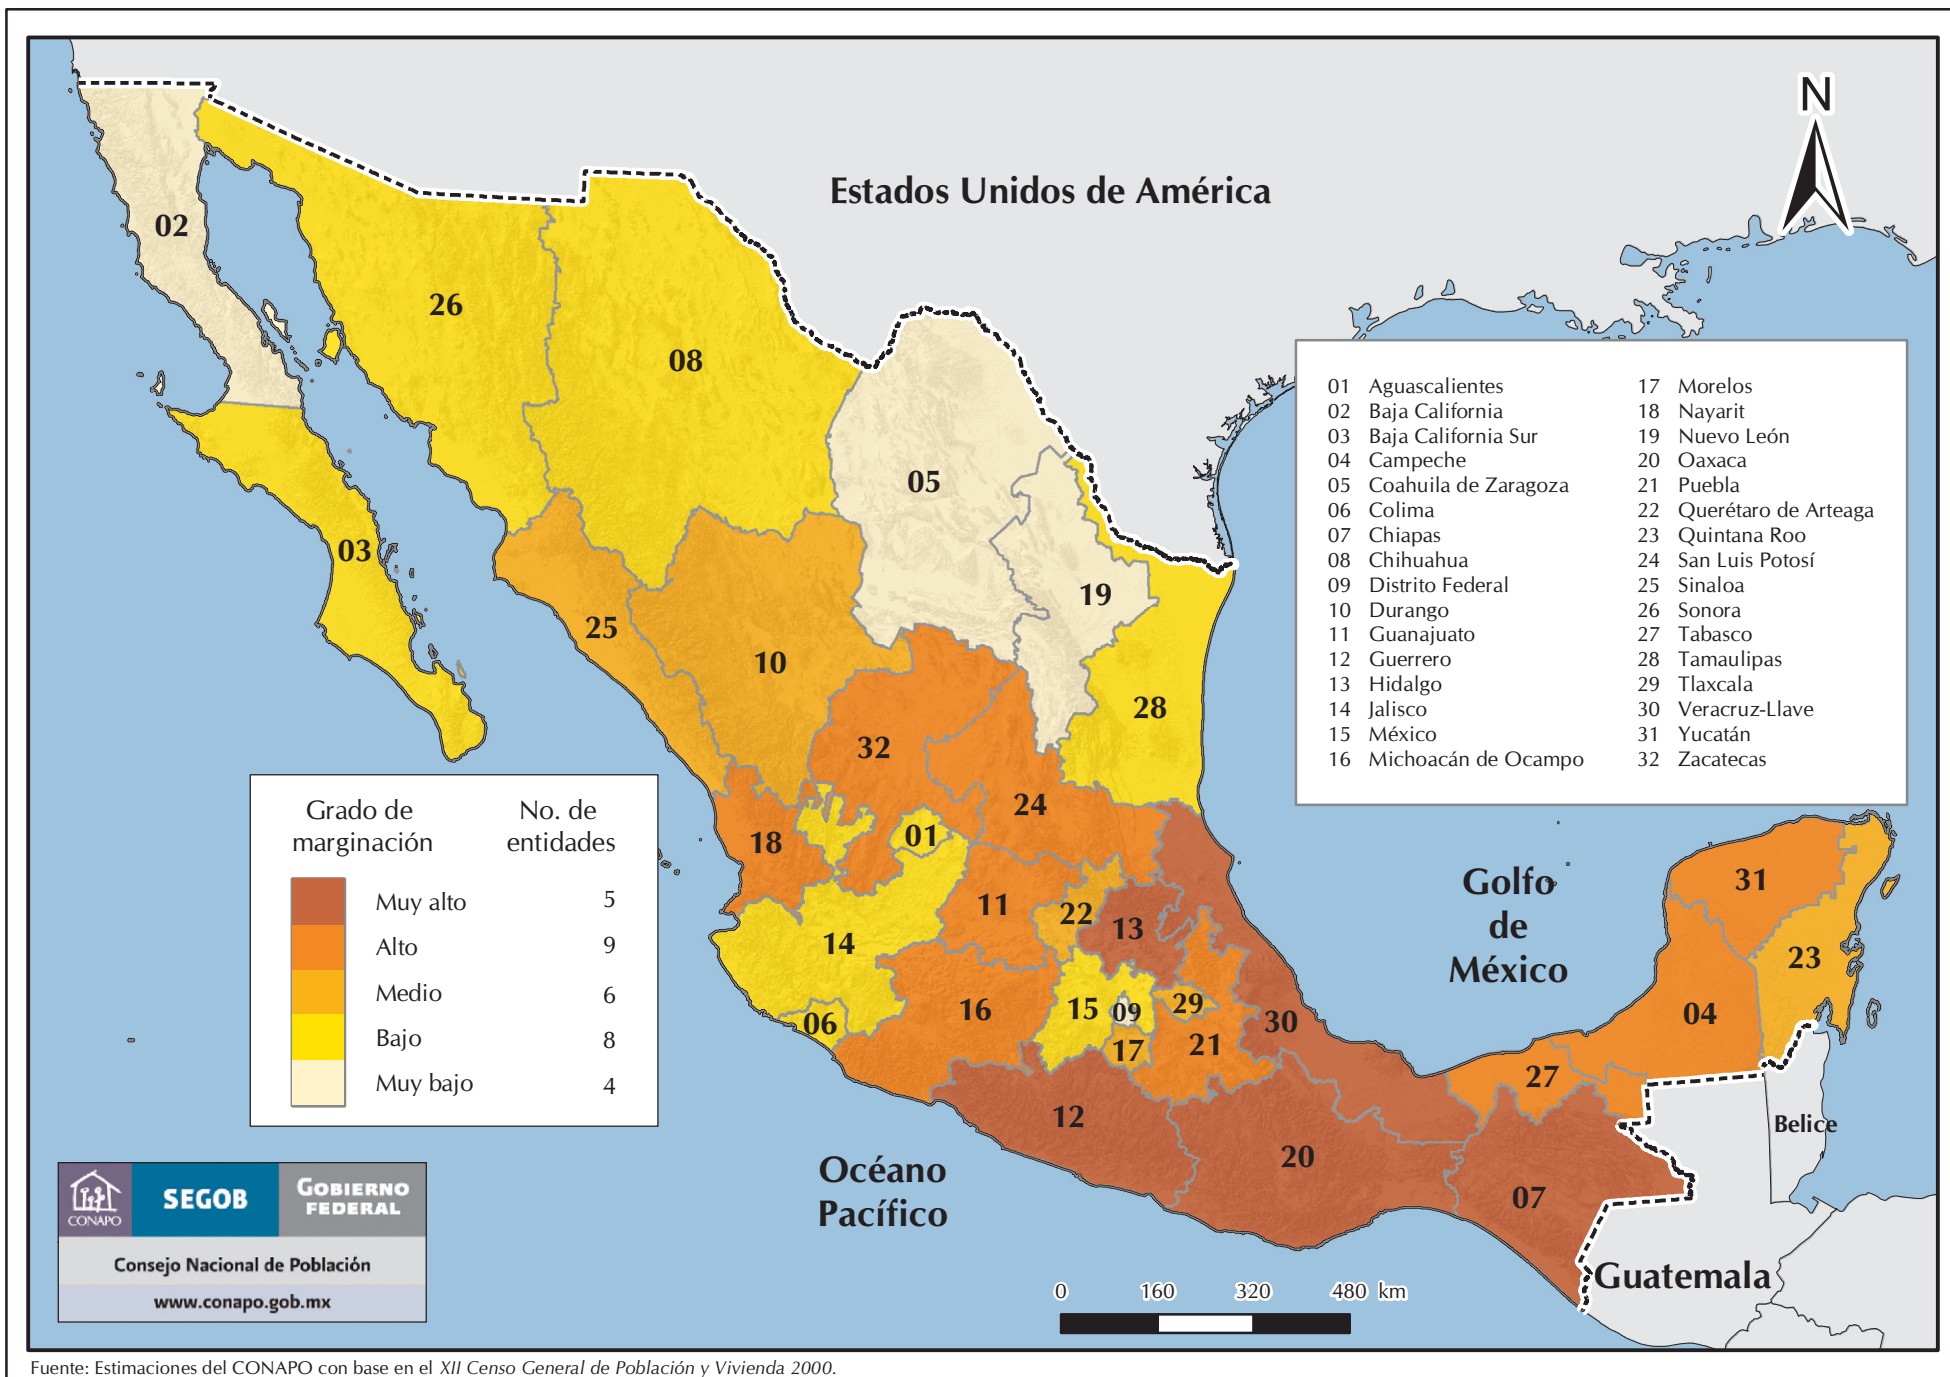 N
Estados Unidos de América
02
26
08
05
03
19
25
10
28
32
24
01
18
11
22
13
14
16
15
09
29
06
17
21
30
12
20
07
27
04
31
23
Golfo
de
México
Océano
Pacífico
Belice
Guatemala
01 Aguascalientes
02 Baja California
03 Baja California Sur
04 Campeche
05 Coahuila de Zaragoza
06 Colima
07 Chiapas
08 Chihuahua
09 Distrito Federal
10 Durango
11 Guanajuato
12 Guerrero
13 Hidalgo
14 Jalisco
15 México
16 Michoacán de Ocampo
17 Morelos
18 Nayarit
19 Nuevo León
20 Oaxaca
21 Puebla
22 Querétaro de Arteaga
23 Quintana Roo
24 San Luis Potosí
25 Sinaloa
26 Sonora
27 Tabasco
28 Tamaulipas
29 Tlaxcala
30 Veracruz-Llave
31 Yucatán
32 Zacatecas
Grado de No. de
marginación entidades
Muy alto 5
Alto 9
Medio 6
Bajo 8
Muy bajo 4
CONAPO
SEGOB
GOBIERNO
FEDERAL
Consejo Nacional de Población
www.conapo.gob.mx
0 160 320 480 km
Fuente: Estimaciones del CONAPO con base en el XII Censo General de Población y Vivienda 2000.